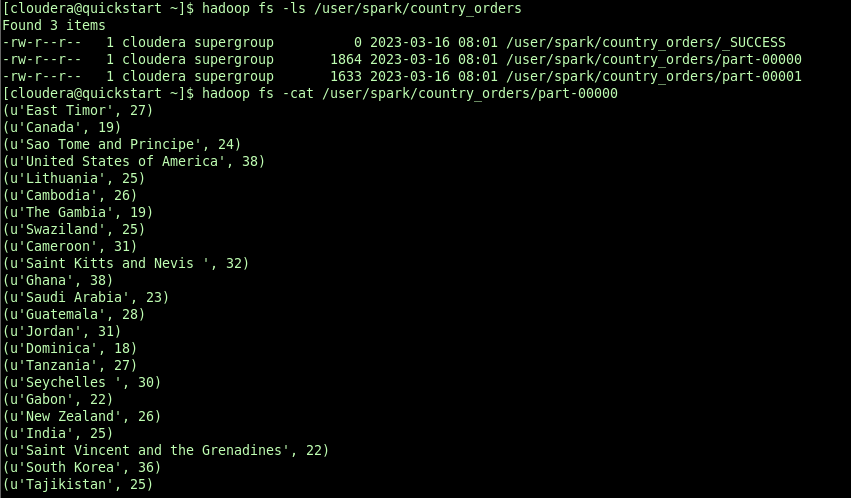 [cloudera@quickstart ~]$ hadoop fs -ls /user/spark/country_orders
Found 3 items
-rw-r--r--   1 cloudera supergroup          0 2023-03-16 08:01 /user/spark/country_orders/_SUCCESS
-rw-r--r--   1 cloudera supergroup       1864 2023-03-16 08:01 /user/spark/country_orders/part-00000
-rw-r--r--   1 cloudera supergroup       1633 2023-03-16 08:01 /user/spark/country_orders/part-00001
[cloudera@quickstart ~]$ hadoop fs -cat /user/spark/country_orders/part-00000
(u'East Timor', 27)
(u'Canada', 19)
(u'Sao Tome and Principe', 24)
(u'United States of America', 38)
(u'Lithuania', 25)
(u'Cambodia', 26)
(u'The Gambia', 19)
(u'Swaziland', 25)
(u'Cameroon', 31)
(u'Saint Kitts and Nevis ', 32)
(u'Ghana', 38)
(u'Saudi Arabia', 23)
(u'Guatemala', 28)
(u'Jordan', 31)
(u'Dominica', 18)
(u'Tanzania', 27)
(u'Seychelles ', 30)
(u'Gabon', 22)
(u'New Zealand', 26)
(u'India', 25)
(u'Saint Vincent and the Grenadines', 22)
(u'South Korea', 36)
(u'Tajikistan', 25)